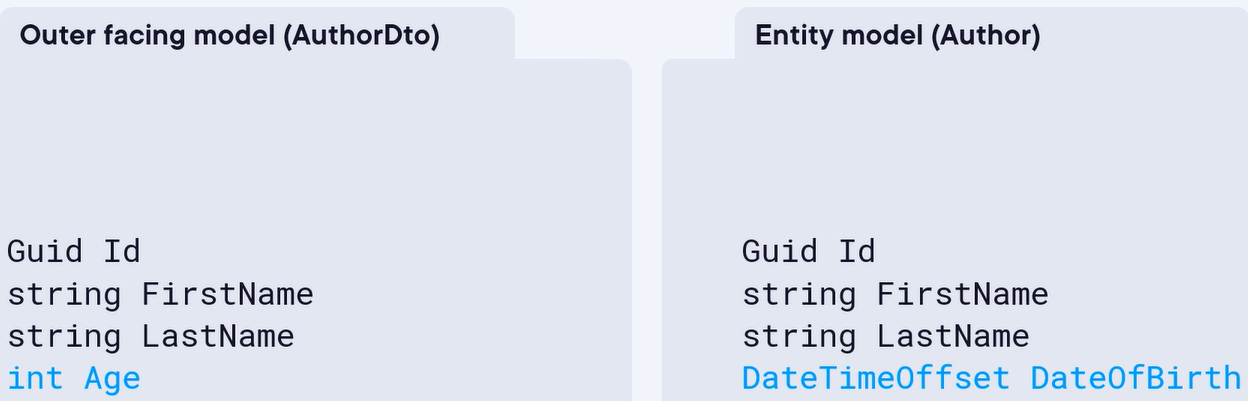 Outer facing model (AuthorDto)
Guid Id
string FirstName
string LastName
int Age
Entity model (Author)
Guid Id
string FirstName
string LastName
DateTimeOffset DateOfBirth